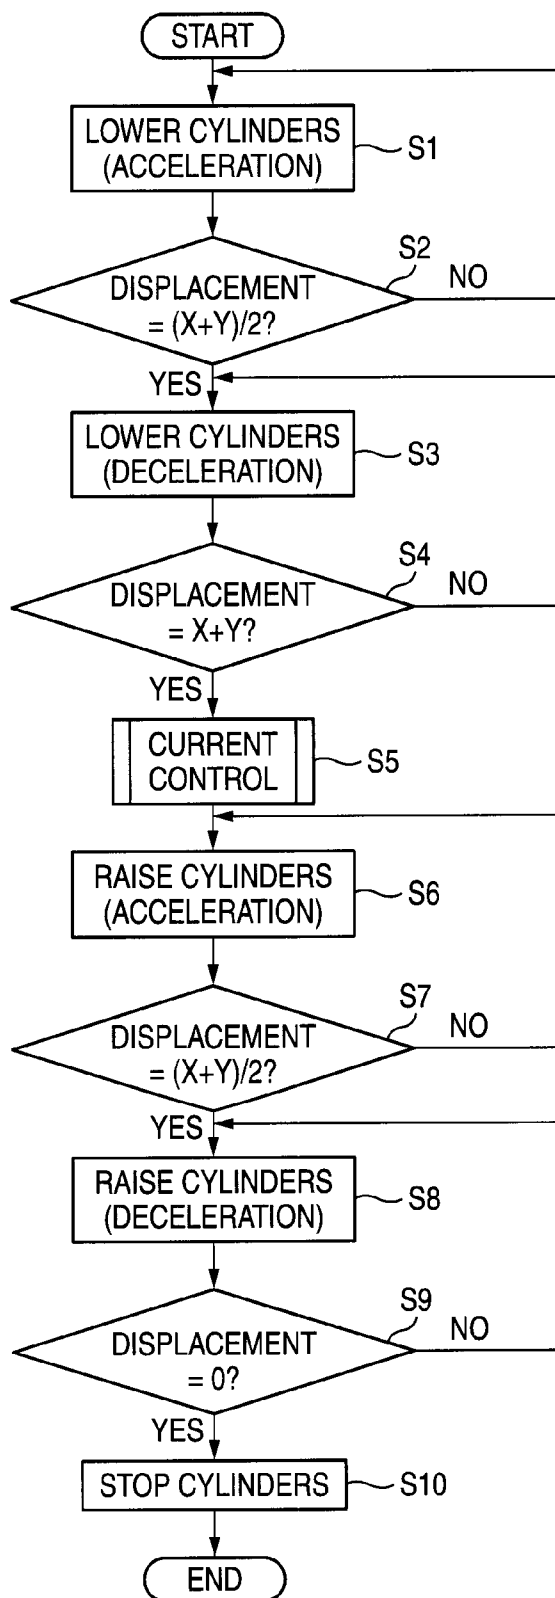 START
LOWER CYLINDERS
(ACCELERATION)
S1
S2
DISPLACEMENT
= (X+Y)/2?
NO
YES
LOWER CYLINDERS
(DECELERATION)
S3
S4
DISPLACEMENT
= X+Y?
NO
YES
CURRENT
CONTROL
S5
RAISE CYLINDERS
(ACCELERATION)
S6
S7
DISPLACEMENT
= (X+Y)/2?
NO
YES
RAISE CYLINDERS
(DECELERATION)
S8
S9
DISPLACEMENT
= 0?
NO
YES
STOP CYLINDERS
S10
END